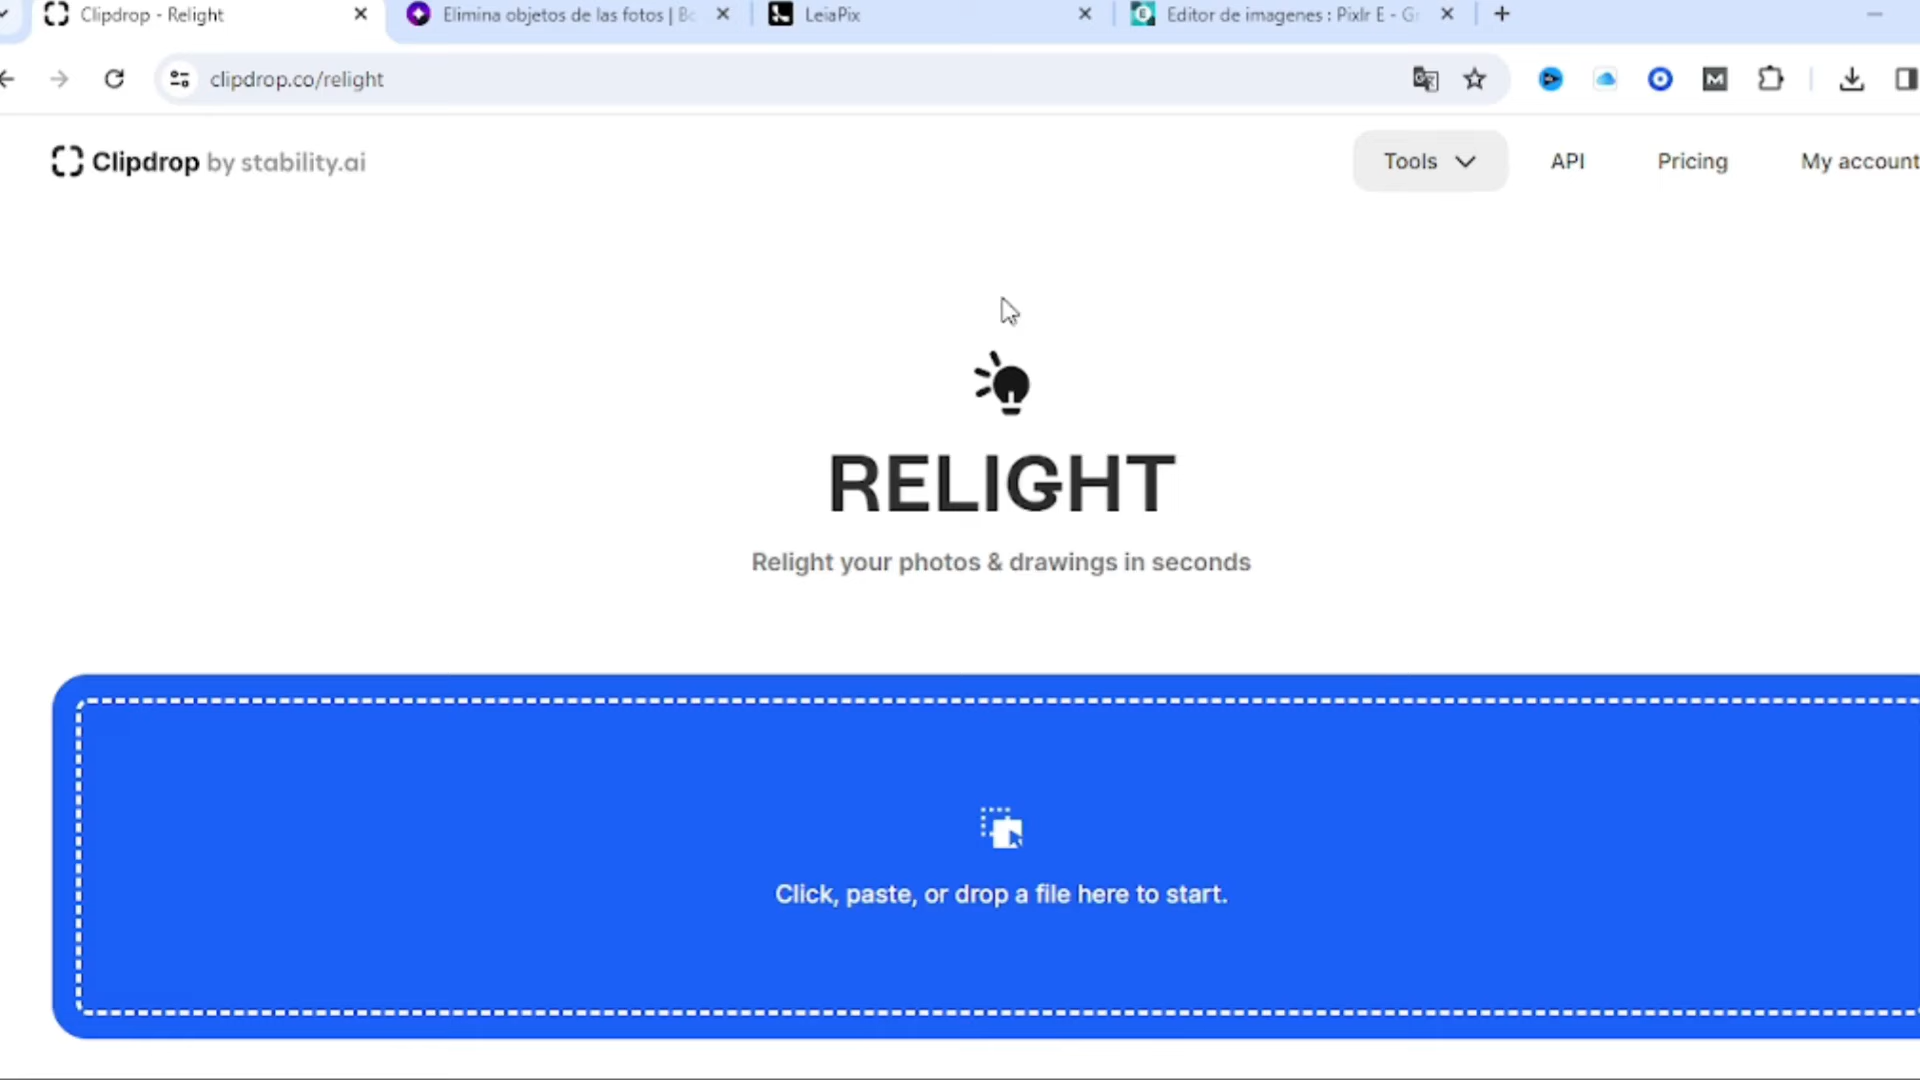 Clipdrop - Relight
Elimina objetos de las fotos |
LeiaPix
Editor de imagenes : Pixlr E -
clipdrop.co/relight
Clipdrop by stability.ai
Tools
API
Pricing
My account
RELIGHT
Relight your photos & drawings in seconds
Click, paste, or drop a file here to start.